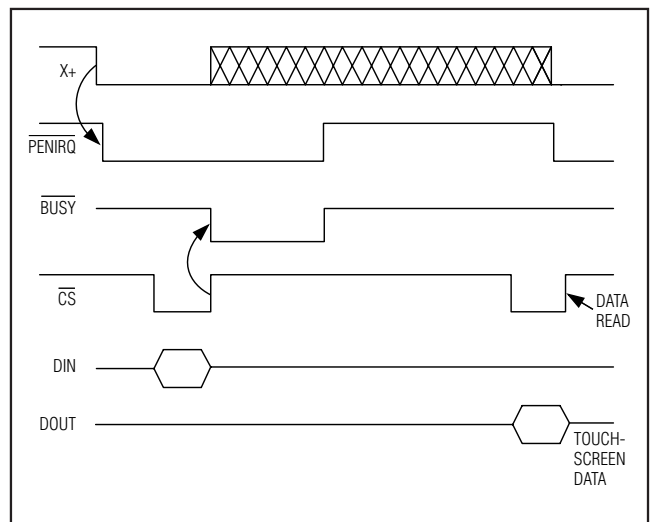 X+
PENIRQ
BUSY
CS
DATA
READ
DIN
DOUT
TOUCH-
SCREEN
DATA